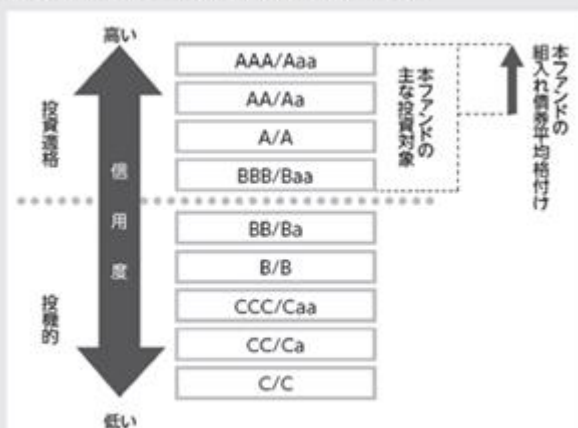 高い
投資適格
信用度
投機的
低い
AAA/Aaa
AA/Aa
A/A
BBB/Baa
BB/Ba
B/B
CCC/Caa
CC/Ca
C/C
本ファンドの
主な投資対象
本ファンドの
組入れ債券平均格付け